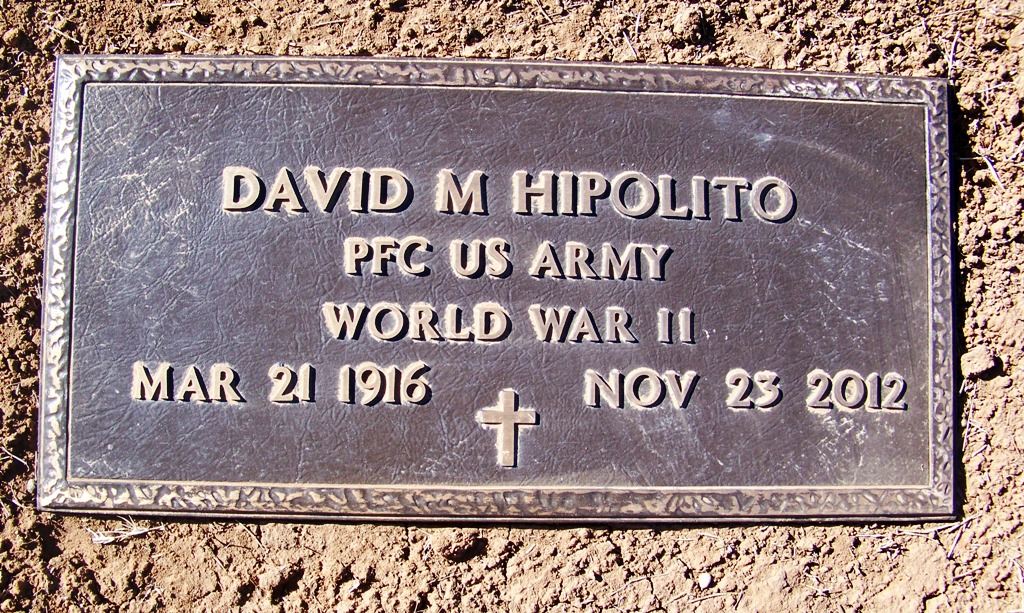 DAVID M HIPOLITO
PFC US ARMY
WORLD WAR II
MAR 21 1916 NOV 23 2012